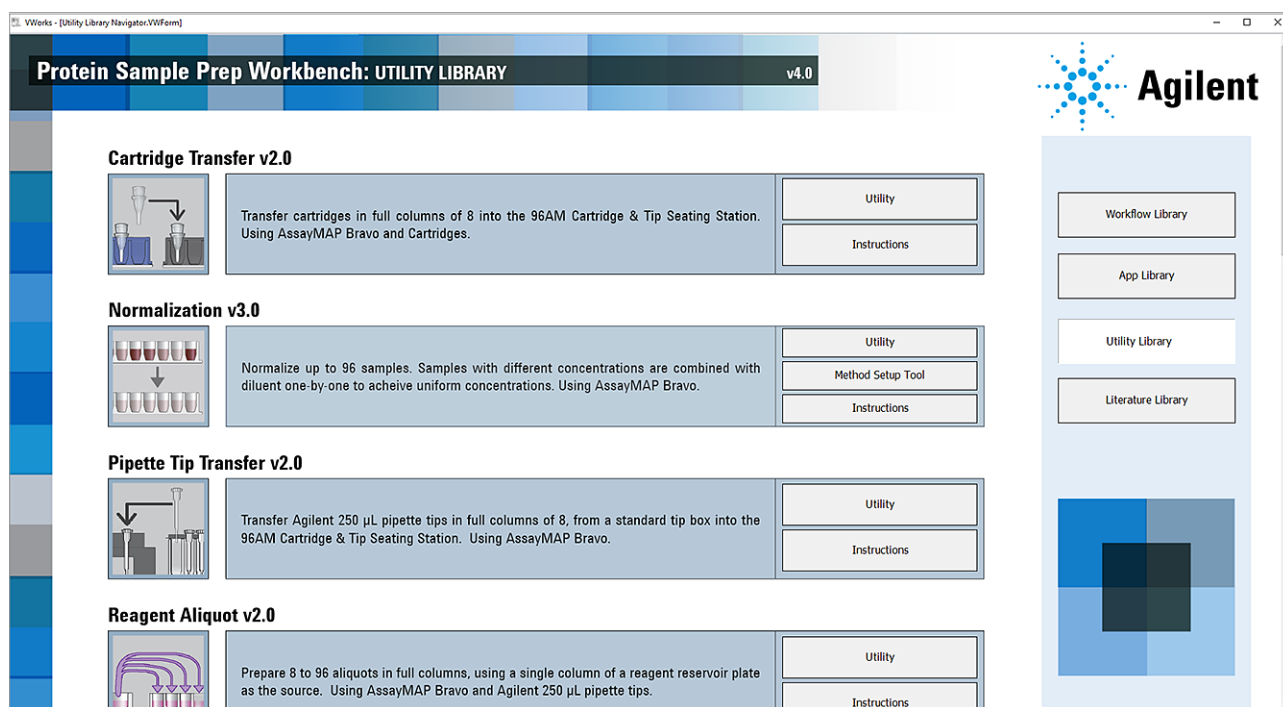 VWorks - [Utility Library Navigator.VWForm]
Protein Sample Prep Workbench: UTILITY LIBRARY
v4.0
Agilent
Cartridge Transfer v2.0
Transfer cartridges in full columns of 8 into the 96AM Cartridge & Tip Seating Station.
Using AssayMAP Bravo and Cartridges.
Utility
Instructions
Normalization v3.0
Normalize up to 96 samples. Samples with different concentrations are combined with
diluent one-by-one to acheive uniform concentrations. Using AssayMAP Bravo.
Utility
Method Setup Tool
Instructions
Pipette Tip Transfer v2.0
Transfer Agilent 250 µL pipette tips in full columns of 8, from a standard tip box into the
96AM Cartridge & Tip Seating Station. Using AssayMAP Bravo.
Utility
Instructions
Reagent Aliquot v2.0
Prepare 8 to 96 aliquots in full columns, using a single column of a reagent reservoir plate
as the source. Using AssayMAP Bravo and Agilent 250 µL pipette tips.
Utility
Instructions
Workflow Library
App Library
Utility Library
Literature Library